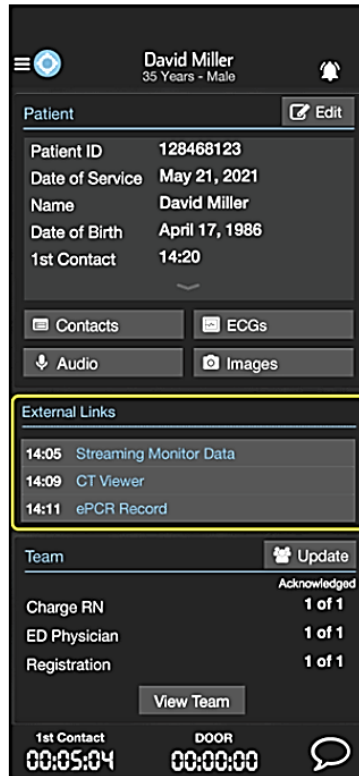 David Miller
35 Years - Male
Patient Edit
Patient ID 128468123
Date of Service May 21, 2021
Name David Miller
Date of Birth April 17, 1986
1st Contact 14:20
Contacts ECGs
Audio Images
External Links
14:05 Streaming Monitor Data
14:09 CT Viewer
14:11 ePCR Record
Team Update
Acknowledged
Charge RN 1 of 1
ED Physician 1 of 1
Registration 1 of 1
View Team
1st Contact DOOR
00:05:04 00:00:00